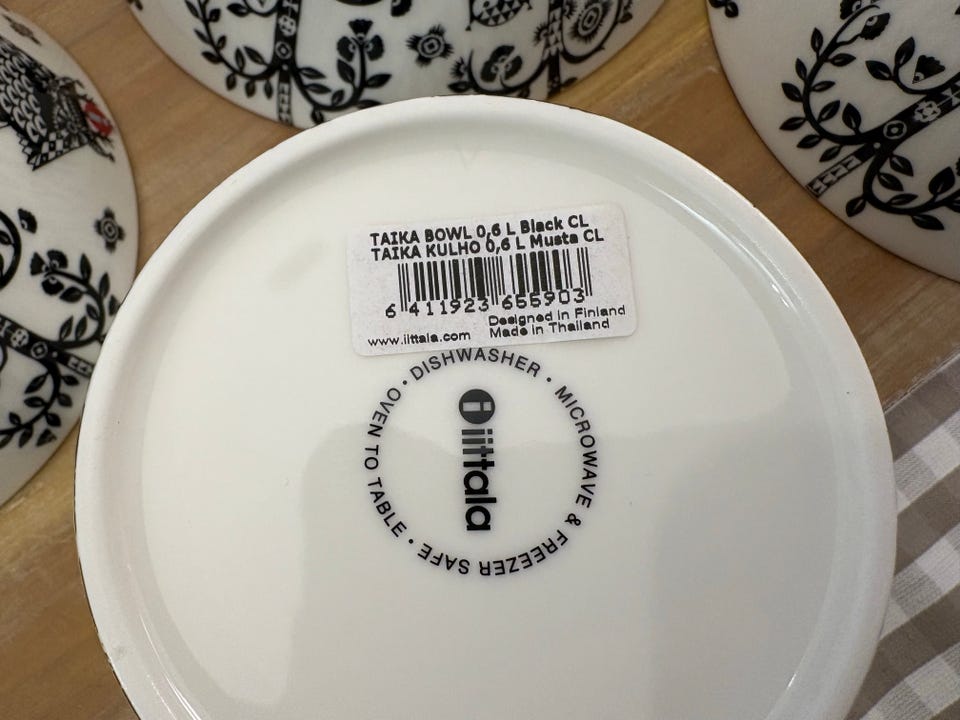 TAIKA BOWL 0,6 L Black CL
TAIKA KULHO 0,6 L Musta CL
6 411923 655903
Designed in Finland
www.iittala.com Made in Thailand
OVEN TO TABLE • DISHWASHER • MICROWAVE & FREEZER SAFE •
iittala